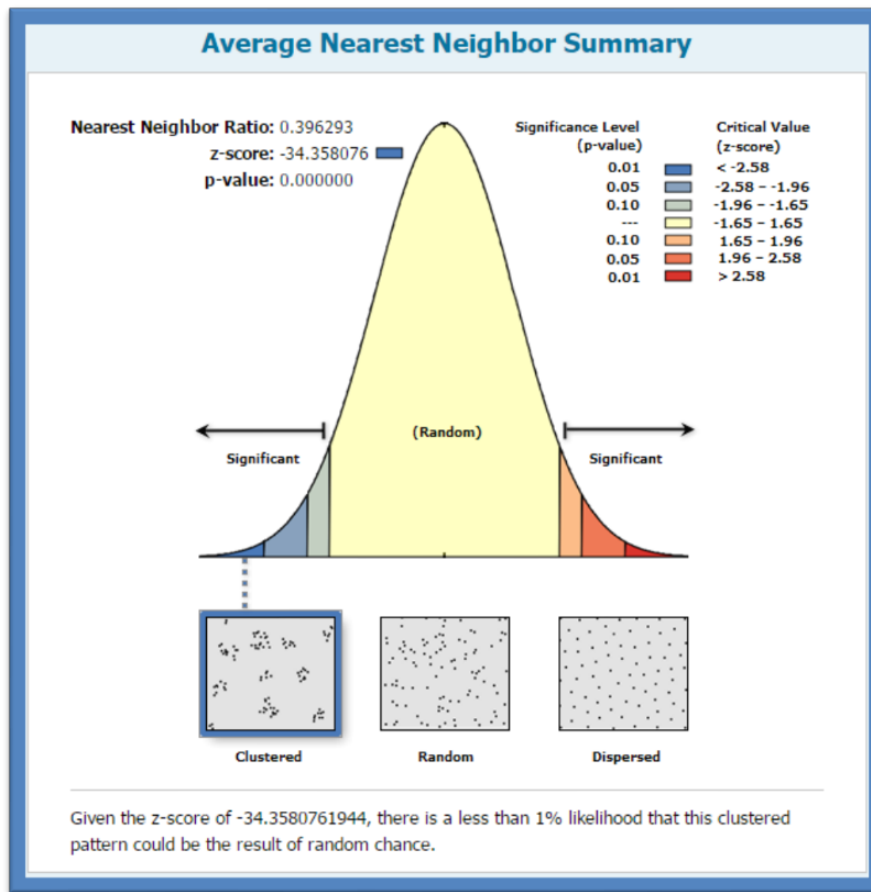 Average Nearest Neighbor Summary
Nearest Neighbor Ratio: 0.396293
z-score: -34.358076
p-value: 0.000000
Significance Level
(p-value)
Critical Value
(z-score)
0.01 < -2.58
0.05 -2.58 – -1.96
0.10 -1.96 – -1.65
--- -1.65 – 1.65
0.10 1.65 – 1.96
0.05 1.96 – 2.58
0.01 > 2.58
Significant
(Random)
Significant
Clustered
Random
Dispersed
Given the z-score of -34.3580761944, there is a less than 1% likelihood that this clustered
pattern could be the result of random chance.